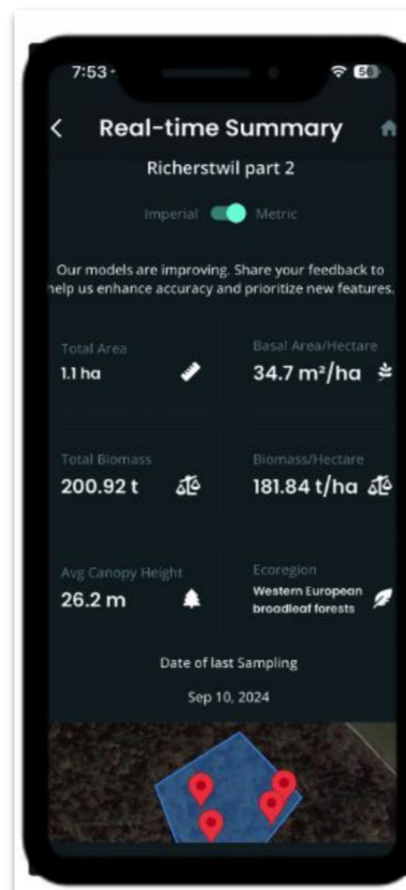 7:53
56
Real-time Summary
Richerstwil part 2
Imperial
Metric
Our models are improving. Share your feedback to
help us enhance accuracy and prioritize new features.
Total Area
1.1 ha
Basal Area/Hectare
34.7 m²/ha
Total Biomass
200.92 t
Biomass/Hectare
181.84 t/ha
Avg Canopy Height
26.2 m
Ecoregion
Western European
broadleaf forests
Date of last Sampling
Sep 10, 2024